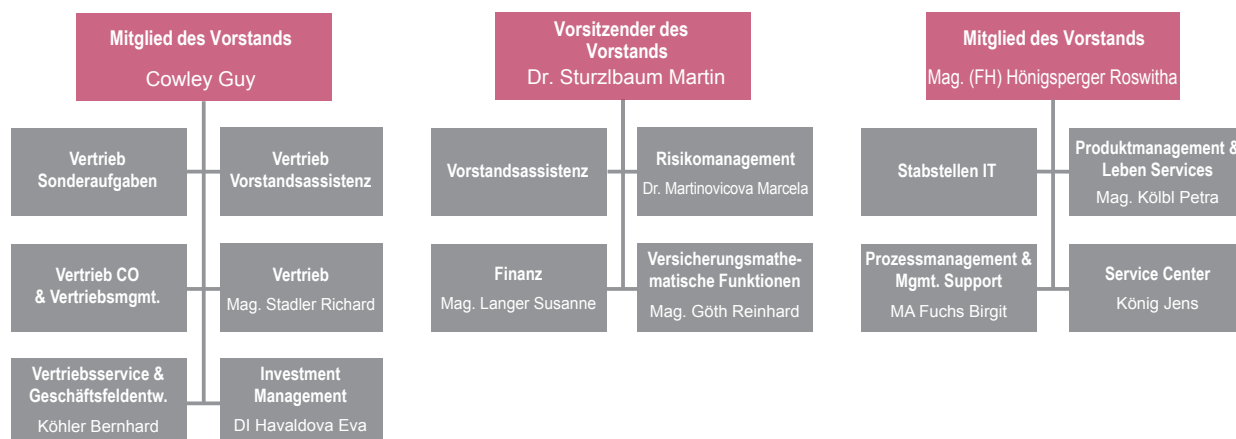 Mitglied des Vorstands
Cowley Guy
Vertrieb
Sonderaufgaben
Vertrieb
Vorstandsassistenz
Vertrieb CO
& Vertriebsmgmt.
Vertrieb
Mag. Stadler Richard
Vertriebsservice &
Geschäftsfeldentw.
Köhler Bernhard
Investment
Management
DI Havaldova Eva
Vorsitzender des
Vorstands
Dr. Sturzlbaum Martin
Vorstandsassistenz
Risikomanagement
Dr. Martinovicova Marcela
Finanz
Mag. Langer Susanne
Versicherungsmathe-
matische Funktionen
Mag. Göth Reinhard
Mitglied des Vorstands
Mag. (FH) Hönigsperger Roswitha
Stabstellen IT
Produktmanagement &
Leben Services
Mag. Kölbl Petra
Prozessmanagement &
Mgmt. Support
MA Fuchs Birgit
Service Center
König Jens